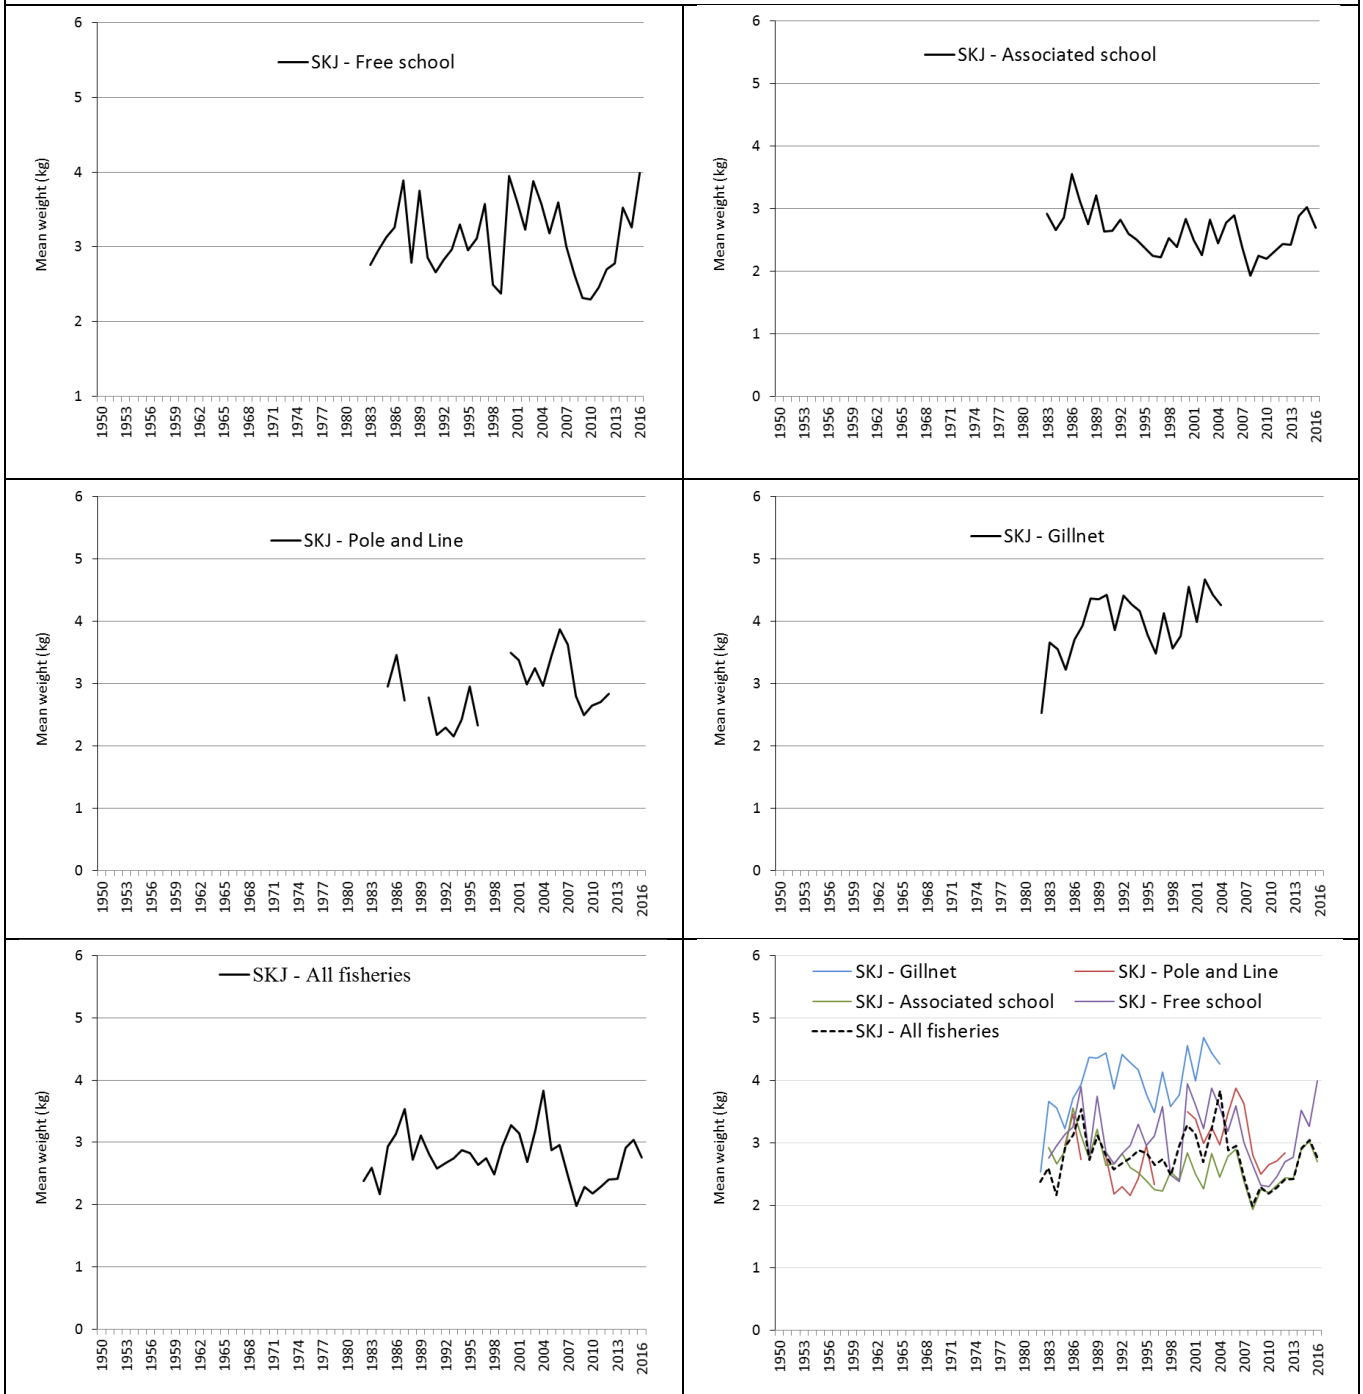 SKJ - Free school
Mean weight (kg)
6
5
4
3
2
1
1950 1953 1956 1959 1962 1965 1968 1971 1974 1977 1980 1983 1986 1989 1992 1995 1998 2001 2004 2007 2010 2013 2016
SKJ - Associated school
Mean weight (kg)
6
5
4
3
2
1
0
1950 1953 1956 1959 1962 1965 1968 1971 1974 1977 1980 1983 1986 1989 1992 1995 1998 2001 2004 2007 2010 2013 2016
SKJ - Pole and Line
Mean weight (kg)
6
5
4
3
2
1
0
1950 1953 1956 1959 1962 1965 1968 1971 1974 1977 1980 1983 1986 1989 1992 1995 1998 2001 2004 2007 2010 2013 2016
SKJ - Gillnet
Mean weight (kg)
6
5
4
3
2
1
0
1950 1953 1956 1959 1962 1965 1968 1971 1974 1977 1980 1983 1986 1989 1992 1995 1998 2001 2004 2007 2010 2013 2016
SKJ - All fisheries
Mean weight (kg)
6
5
4
3
2
1
0
1950 1953 1956 1959 1962 1965 1968 1971 1974 1977 1980 1983 1986 1989 1992 1995 1998 2001 2004 2007 2010 2013 2016
SKJ - Gillnet SKJ - Pole and Line
SKJ - Associated school SKJ - Free school
SKJ - All fisheries
Mean weight (kg)
6
5
4
3
2
1
0
1950 1953 1956 1959 1962 1965 1968 1971 1974 1977 1980 1983 1986 1989 1992 1995 1998 2001 2004 2007 2010 2013 2016